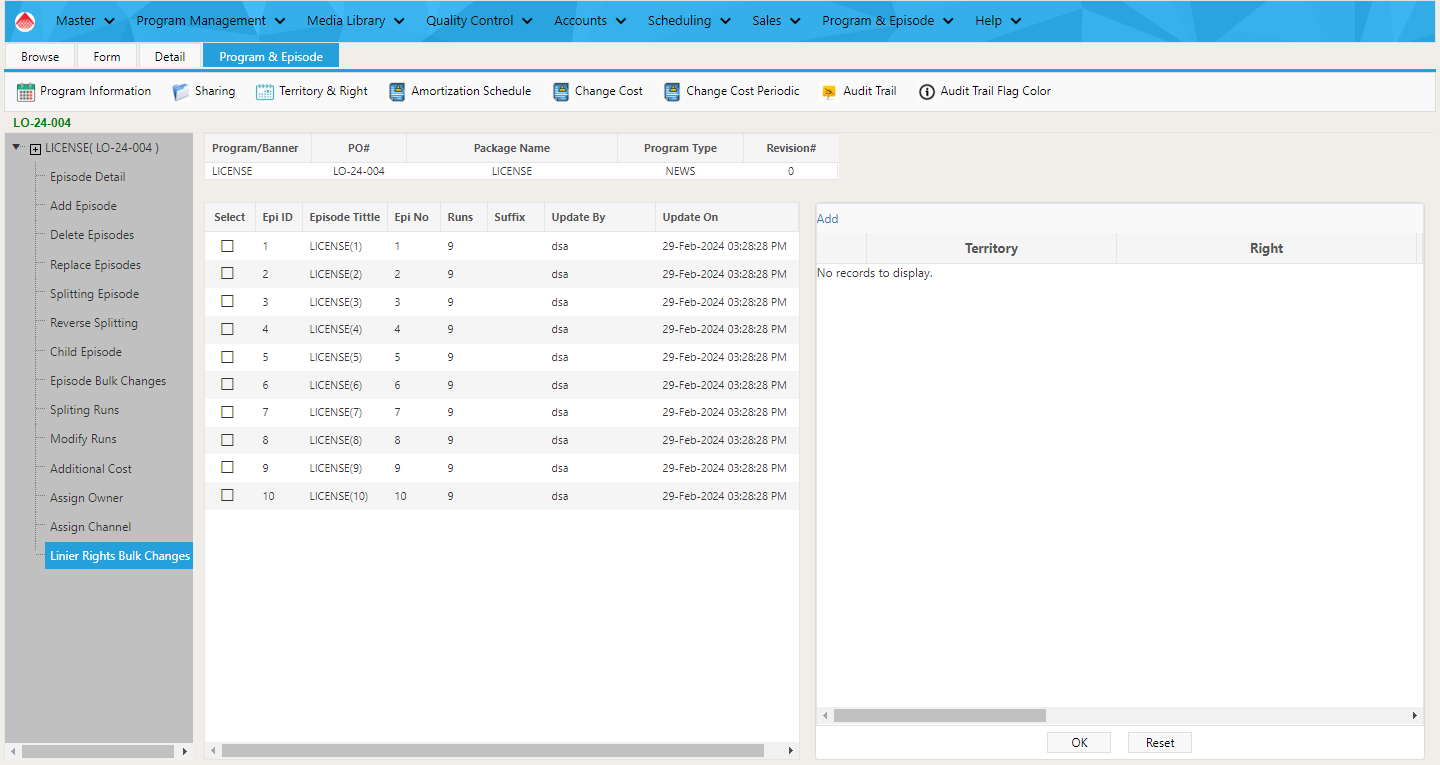 Master Program Management Media Library Quality Control Accounts Scheduling Sales Program & Episode Help
Browse Form Detail Program & Episode
Program Information Sharing Territory & Right Amortization Schedule Change Cost Change Cost Periodic Audit Trail Audit Trail Flag Color
LO-24-004
LICENSE( LO-24-004 )
Episode Detail
Add Episode
Delete Episodes
Replace Episodes
Splitting Episode
Reverse Splitting
Child Episode
Episode Bulk Changes
Spliting Runs
Modify Runs
Additional Cost
Assign Owner
Assign Channel
Linier Rights Bulk Changes
Program/Banner PO# Package Name Program Type Revision#
LICENSE LO-24-004 LICENSE NEWS 0
Select Epi ID Episode Tittle Epi No Runs Suffix Update By Update On
1 LICENSE(1) 1 9 dsa 29-Feb-2024 03:28:28 PM
2 LICENSE(2) 2 9 dsa 29-Feb-2024 03:28:28 PM
3 LICENSE(3) 3 9 dsa 29-Feb-2024 03:28:28 PM
4 LICENSE(4) 4 9 dsa 29-Feb-2024 03:28:28 PM
5 LICENSE(5) 5 9 dsa 29-Feb-2024 03:28:28 PM
6 LICENSE(6) 6 9 dsa 29-Feb-2024 03:28:28 PM
7 LICENSE(7) 7 9 dsa 29-Feb-2024 03:28:28 PM
8 LICENSE(8) 8 9 dsa 29-Feb-2024 03:28:28 PM
9 LICENSE(9) 9 9 dsa 29-Feb-2024 03:28:28 PM
10 LICENSE(10) 10 9 dsa 29-Feb-2024 03:28:28 PM
Add
Territory Right
No records to display.
OK Reset